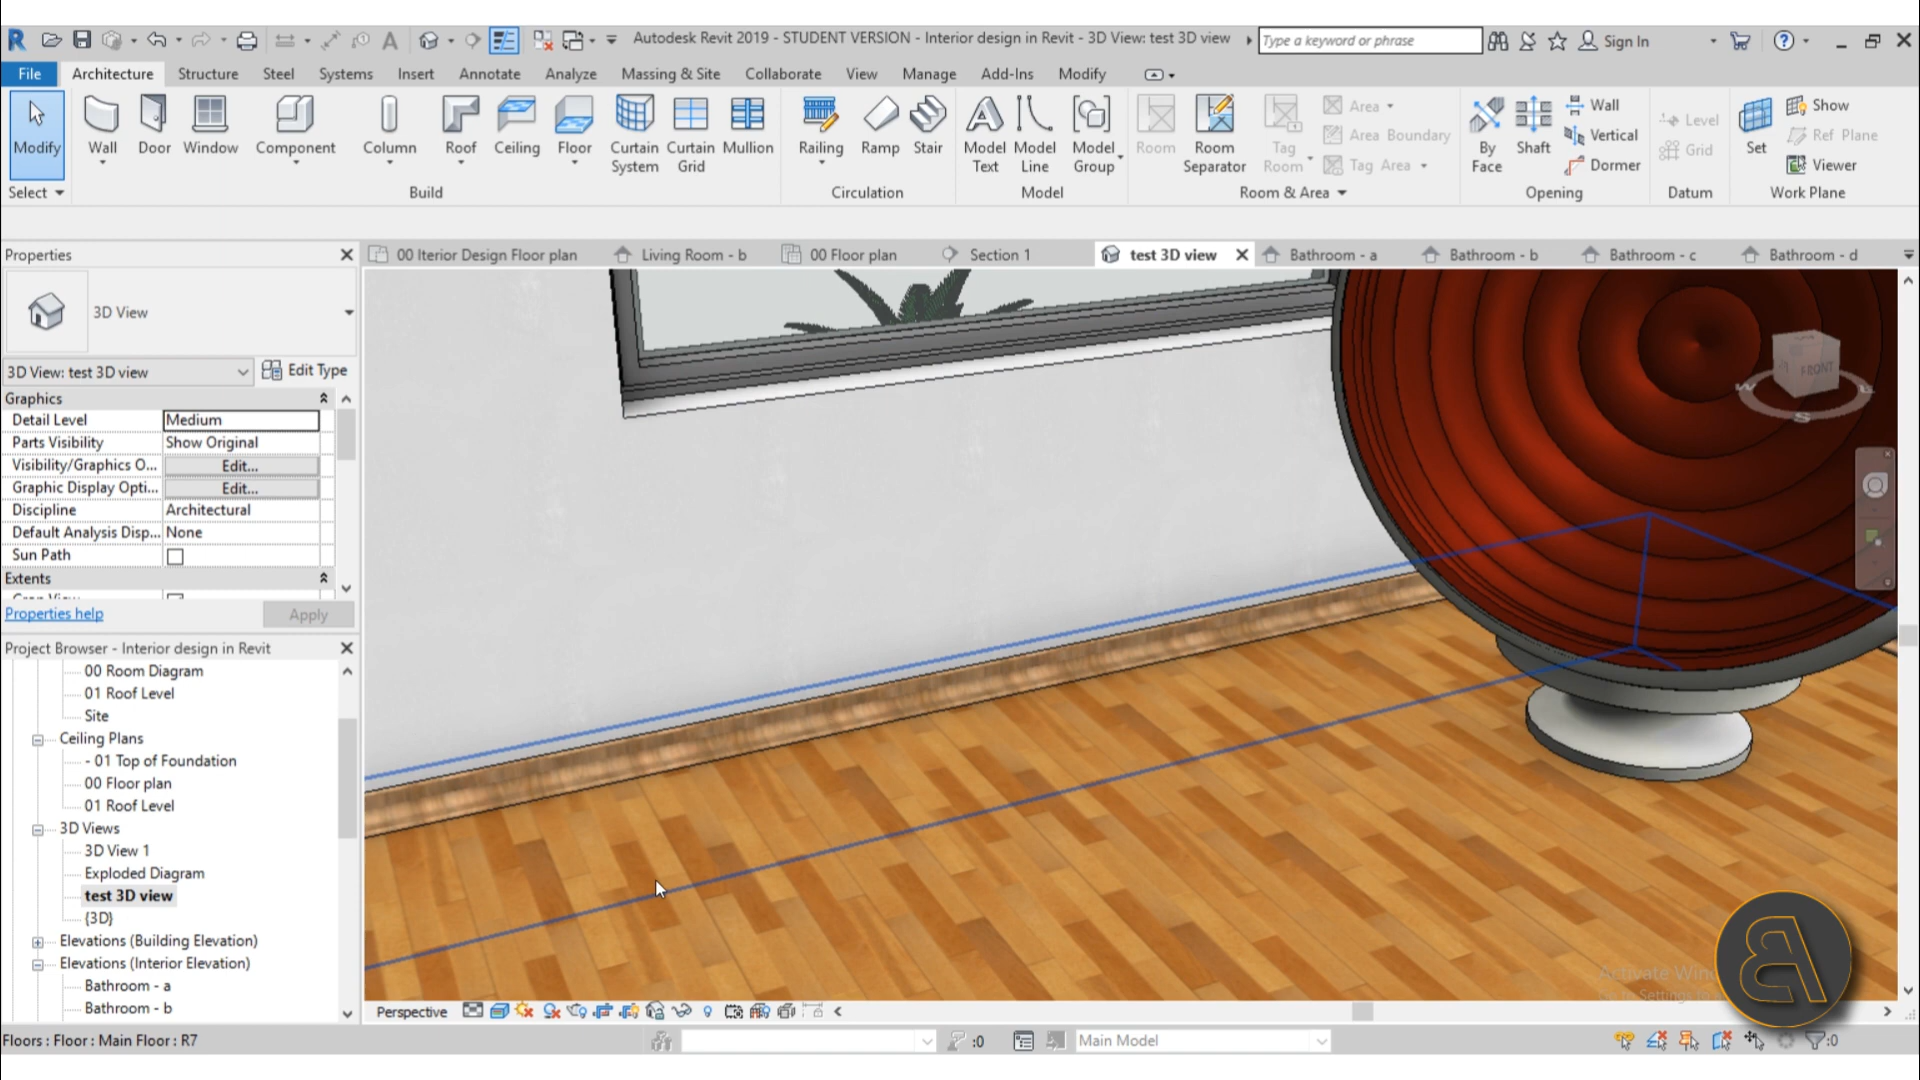 Autodesk Revit 2019 - STUDENT VERSION - Interior design in Revit - 3D View: test 3D view
Type a keyword or phrase
Sign In
File Architecture Structure Steel Systems Insert Annotate Analyze Massing & Site Collaborate View Manage Add-Ins Modify
Modify
Wall Door Window Component Column Roof Ceiling Floor
Curtain System
Curtain Grid
Mullion
Railing Ramp Stair
Model Text
Model Line
Model Group
Room
Room Separator
Tag Room
Area
Area Boundary
Tag Area
By Face
Shaft
Wall
Vertical
Dormer
Level
Grid
Set
Show
Ref Plane
Viewer
Select Build Circulation Model Room & Area Opening Datum Work Plane
Properties
00 Iterior Design Floor plan
Living Room - b
00 Floor plan
Section 1
test 3D view
Bathroom - a
Bathroom - b
Bathroom - c
Bathroom - d
3D View
3D View: test 3D view
Edit Type
Graphics
Detail Level Medium
Parts Visibility Show Original
Visibility/Graphics O... Edit...
Graphic Display Opti... Edit...
Discipline Architectural
Default Analysis Disp... None
Sun Path
Extents
Crop View
Properties help
Apply
FRONT
W
S
Project Browser - Interior design in Revit
00 Room Diagram
01 Roof Level
Site
Ceiling Plans
- 01 Top of Foundation
00 Floor plan
01 Roof Level
3D Views
3D View 1
Exploded Diagram
test 3D view
{3D}
Elevations (Building Elevation)
Elevations (Interior Elevation)
Bathroom - a
Bathroom - b
Activate Win
Settings to
Perspective
Floors : Floor : Main Floor : R7
:0
Main Model
:0